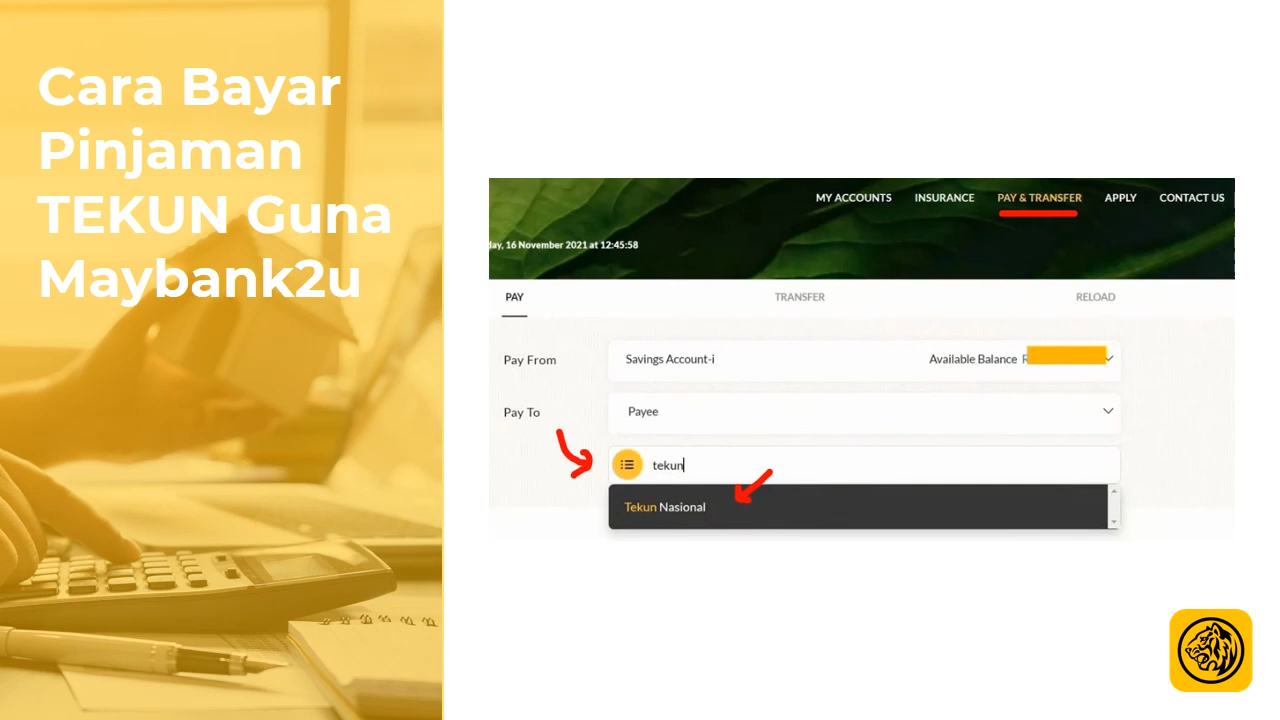 Cara Bayar
Pinjaman
TEKUN Guna
Maybank2u
MY ACCOUNTS INSURANCE PAY & TRANSFER APPLY CONTACT US
day, 16 November 2021 at 12:45:58
PAY TRANSFER RELOAD
Pay From Savings Account-i Available Balance R
Pay To Payee
tekun
Tekun Nasional